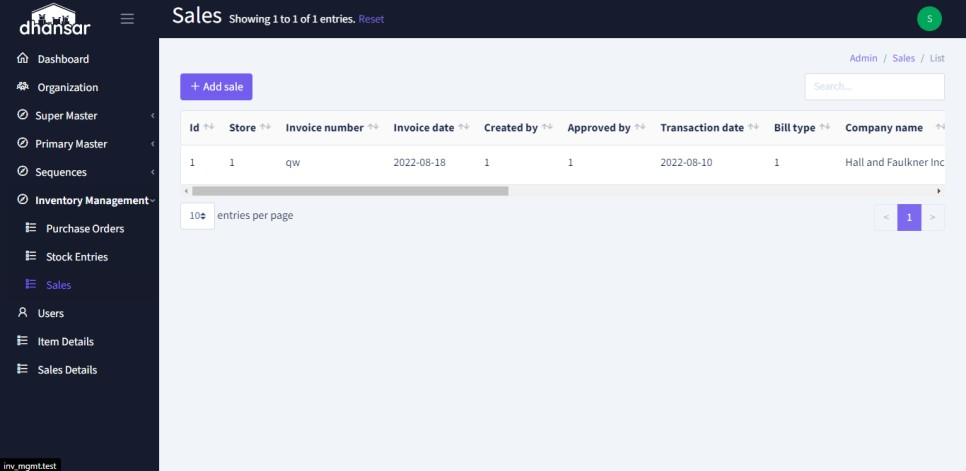 dhansar
Sales Showing 1 to 1 of 1 entries. Reset
S
Dashboard
Organization
Super Master
Primary Master
Sequences
Inventory Management
Purchase Orders
Stock Entries
Sales
Users
Item Details
Sales Details
Admin / Sales / List
+ Add sale
Search...
Id Store Invoice number Invoice date Created by Approved by Transaction date Bill type Company name
1 1 qw 2022-08-18 1 1 2022-08-10 1 Hall and Faulkner Inc
10 entries per page
< 1 >
inv_mgmt.test